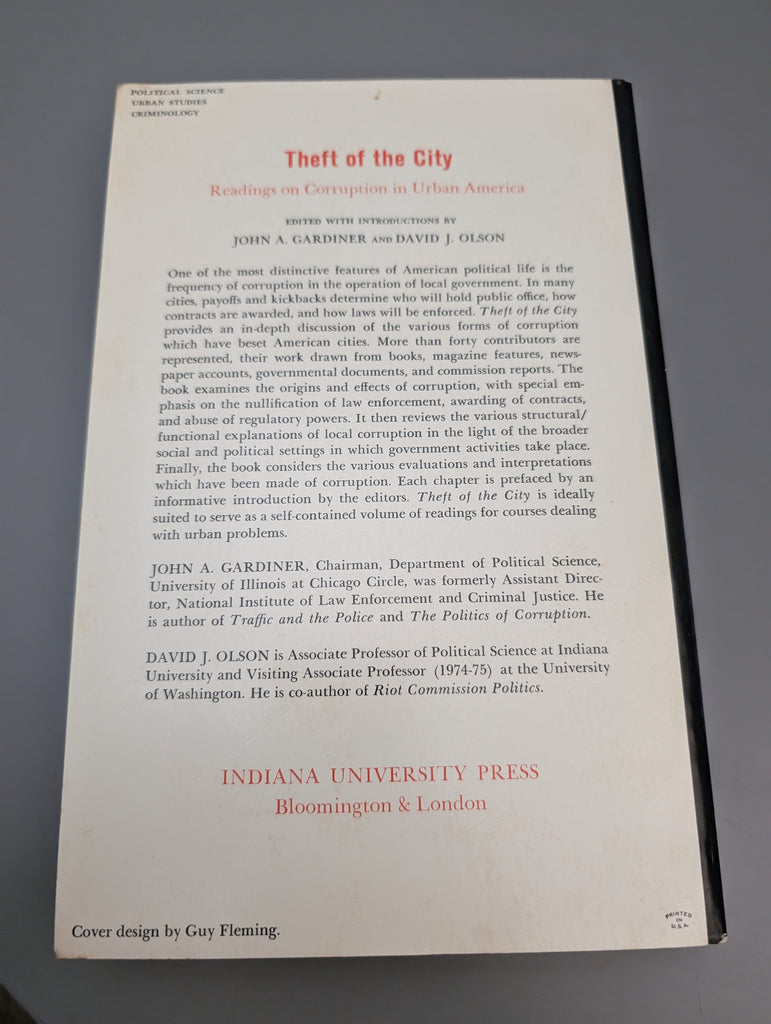 POLITICAL SCIENCE
URBAN STUDIES
CRIMINOLOGY
Theft of the City
Readings on Corruption in Urban America
EDITED WITH INTRODUCTIONS BY
JOHN A. GARDINER AND DAVID J. OLSON
One of the most distinctive features of American political life is the
frequency of corruption in the operation of local government. In many
cities, payoffs and kickbacks determine who will hold public office, how
contracts are awarded, and how laws will be enforced. Theft of the City
provides an in-depth discussion of the various forms of corruption
which have beset American cities. More than forty contributors are
represented, their work drawn from books, magazine features, news-
paper accounts, governmental documents, and commission reports. The
book examines the origins and effects of corruption, with special em-
phasis on the nullification of law enforcement, awarding of contracts,
and abuse of regulatory powers. It then reviews the various structural/
functional explanations of local corruption in the light of the broader
social and political settings in which government activities take place.
Finally, the book considers the various evaluations and interpretations
which have been made of corruption. Each chapter is prefaced by an
informative introduction by the editors. Theft of the City is ideally
suited to serve as a self-contained volume of readings for courses dealing
with urban problems.
JOHN A. GARDINER, Chairman, Department of Political Science,
University of Illinois at Chicago Circle, was formerly Assistant Direc-
tor, National Institute of Law Enforcement and Criminal Justice. He
is author of Traffic and the Police and The Politics of Corruption.
DAVID J. OLSON is Associate Professor of Political Science at Indiana
University and Visiting Associate Professor (1974-75) at the University
of Washington. He is co-author of Riot Commission Politics.
INDIANA UNIVERSITY PRESS
Bloomington & London
Cover design by Guy Fleming.
PRINTED
IN
U.S.A.